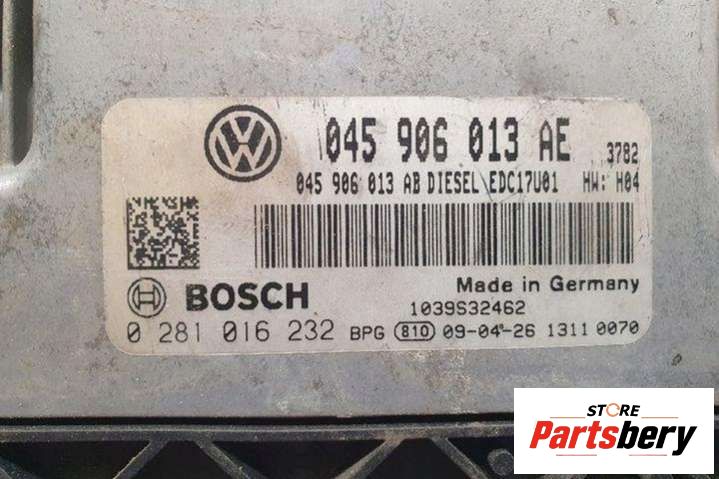 045 906 013 AE 3782
045 906 013 AB DIESEL EDC17U01 HW: H04
Made in Germany
BOSCH 1039S32462
0 281 016 232 BPG 810 09-04-26 1311 0070
STORE
Partsbery